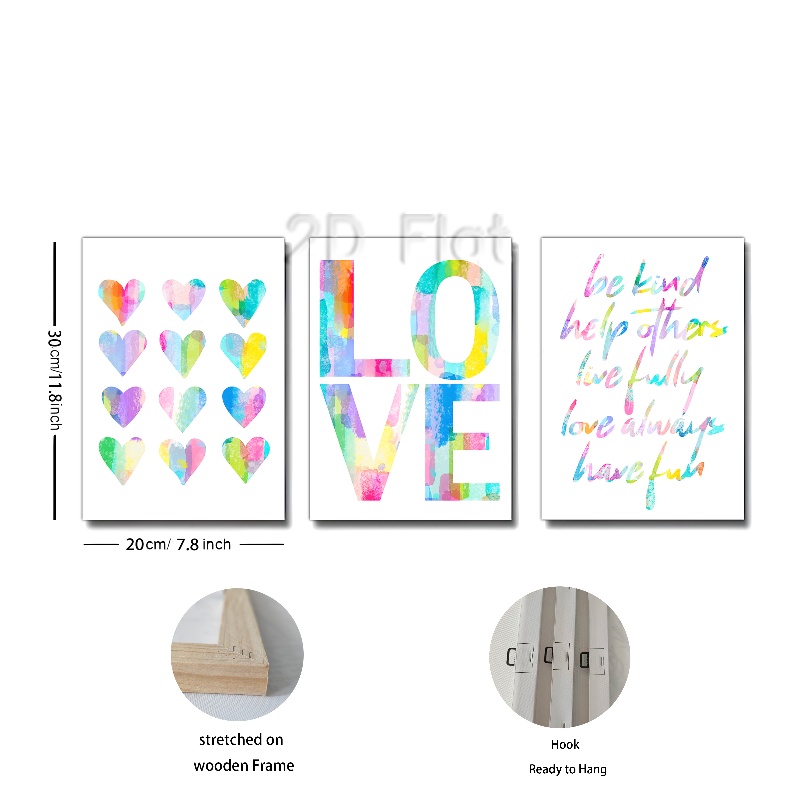 2D Flat
30cm/11.8inch
LO
VE
be kind
help others
live fully
love always
have fun
20cm/ 7.8 inch
stretched on
wooden Frame
Hook
Ready to Hang